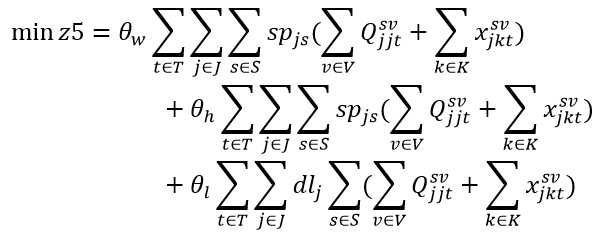 min z5 = θ_w ∑_{t∈T} ∑_{j∈J} ∑_{s∈S} sp_{js}(∑_{v∈V} Q_{jjt}^{sv} + ∑_{k∈K} x_{jkt}^{sv})
+ θ_h ∑_{t∈T} ∑_{j∈J} ∑_{s∈S} sp_{js}(∑_{v∈V} Q_{jjt}^{sv} + ∑_{k∈K} x_{jkt}^{sv})
+ θ_l ∑_{t∈T} ∑_{j∈J} dl_j ∑_{s∈S} (∑_{v∈V} Q_{jjt}^{sv} + ∑_{k∈K} x_{jkt}^{sv})